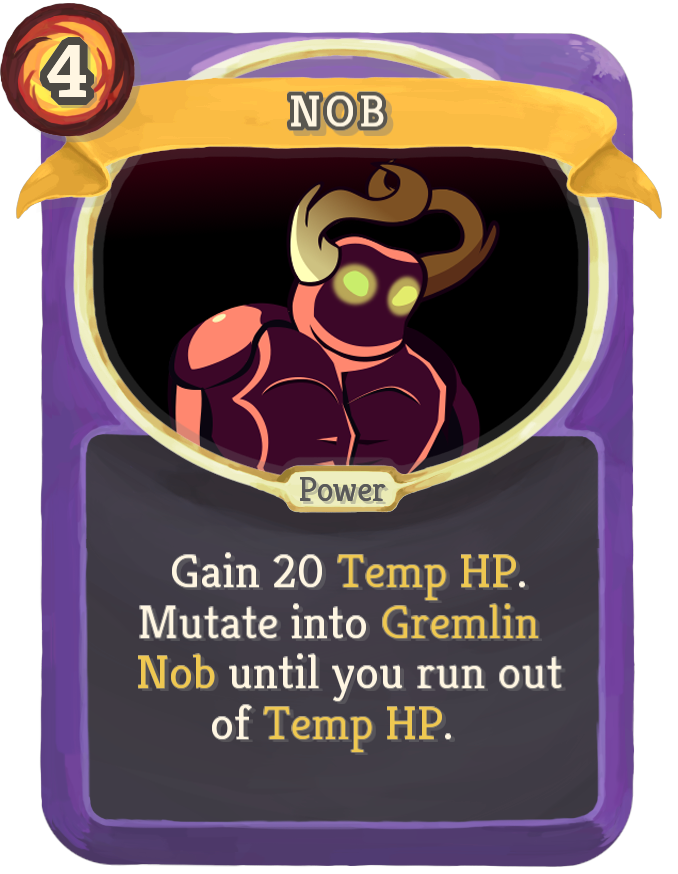 4
NOB
Power
Gain 20 Temp HP.
Mutate into Gremlin
Nob until you run out
of Temp HP.